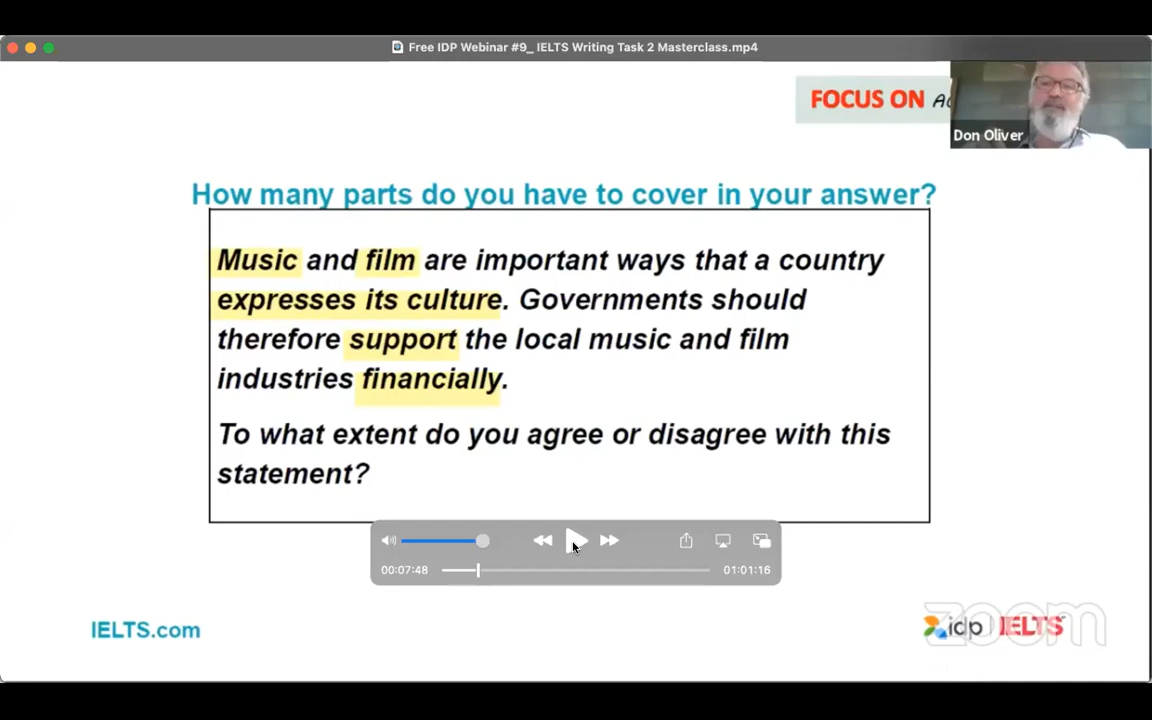 Free IDP Webinar #9_ IELTS Writing Task 2 Masterclass.mp4
FOCUS ON
Don Oliver
How many parts do you have to cover in your answer?
Music and film are important ways that a country
expresses its culture. Governments should
therefore support the local music and film
industries financially.
To what extent do you agree or disagree with this
statement?
00:07:48
01:01:16
IELTS.com
zoom
idp IELTS